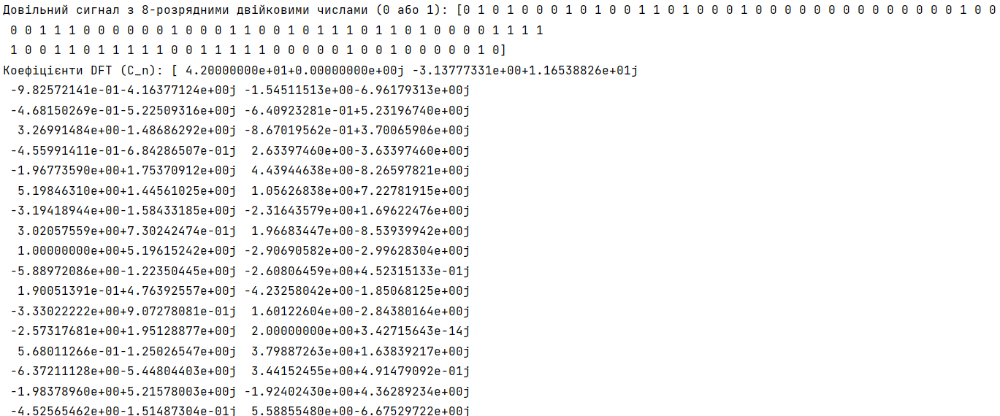 Довільний сигнал з 8-розрядними двійковими числами (0 або 1): [0 1 0 1 0 0 0 1 0 1 0 0 1 1 0 1 0 0 0 1 0 0 0 0 0 0 0 0 0 0 0 0 0 0 1 0 0
0 0 1 1 1 0 0 0 0 0 0 1 0 0 0 1 1 0 0 1 0 1 1 1 0 1 1 0 1 0 0 0 0 1 1 1 1
1 0 0 1 1 0 1 1 1 1 1 0 0 1 1 1 1 1 0 0 0 0 0 1 0 0 1 0 0 0 0 0 1 0]
Коефіцієнти DFT (C_n): [ 4.20000000e+01+0.00000000e+00j -3.13777331e+00+1.16538826e+01j
-9.82572141e-01-4.16377124e+00j -1.54511513e+00-6.96179313e+00j
-4.68150269e-01-5.22509316e+00j -6.40923281e-01+5.23196740e+00j
3.26991484e+00-1.48686292e+00j -8.67019562e-01+3.70065906e+00j
-4.55991411e-01-6.84286507e-01j 2.63397460e+00-3.63397460e+00j
-1.96773590e+00+1.75370912e+00j 4.43944638e+00-8.26597821e+00j
5.19846310e+00+1.44561025e+00j 1.05626838e+00+7.22781915e+00j
-3.19418944e+00-1.58433185e+00j -2.31643579e+00+1.69622476e+00j
3.02057559e+00+7.30242474e-01j 1.96683447e+00-8.53939942e+00j
1.00000000e+00+5.19615242e+00j -2.90690582e+00-2.99628304e+00j
-5.88972086e+00-1.22350445e+00j -2.60806459e+00+4.52315133e-01j
1.90051391e-01+4.76392557e+00j -4.23258042e+00-1.85068125e+00j
-3.33022222e+00+9.07278081e-01j 1.60122604e+00-2.84380164e+00j
-2.57317681e+00+1.95128877e+00j 2.00000000e+00+3.42715643e-14j
5.68011266e-01-1.25026547e+00j 3.79887263e+00+1.63839217e+00j
-6.37211128e+00-5.44804403e+00j 3.44152455e+00+4.91479092e-01j
-1.98378960e+00+5.21578003e+00j -1.92402430e+00+4.36289234e+00j
-4.52565462e+00-1.51487304e-01j 5.58855480e+00-6.67529722e+00j